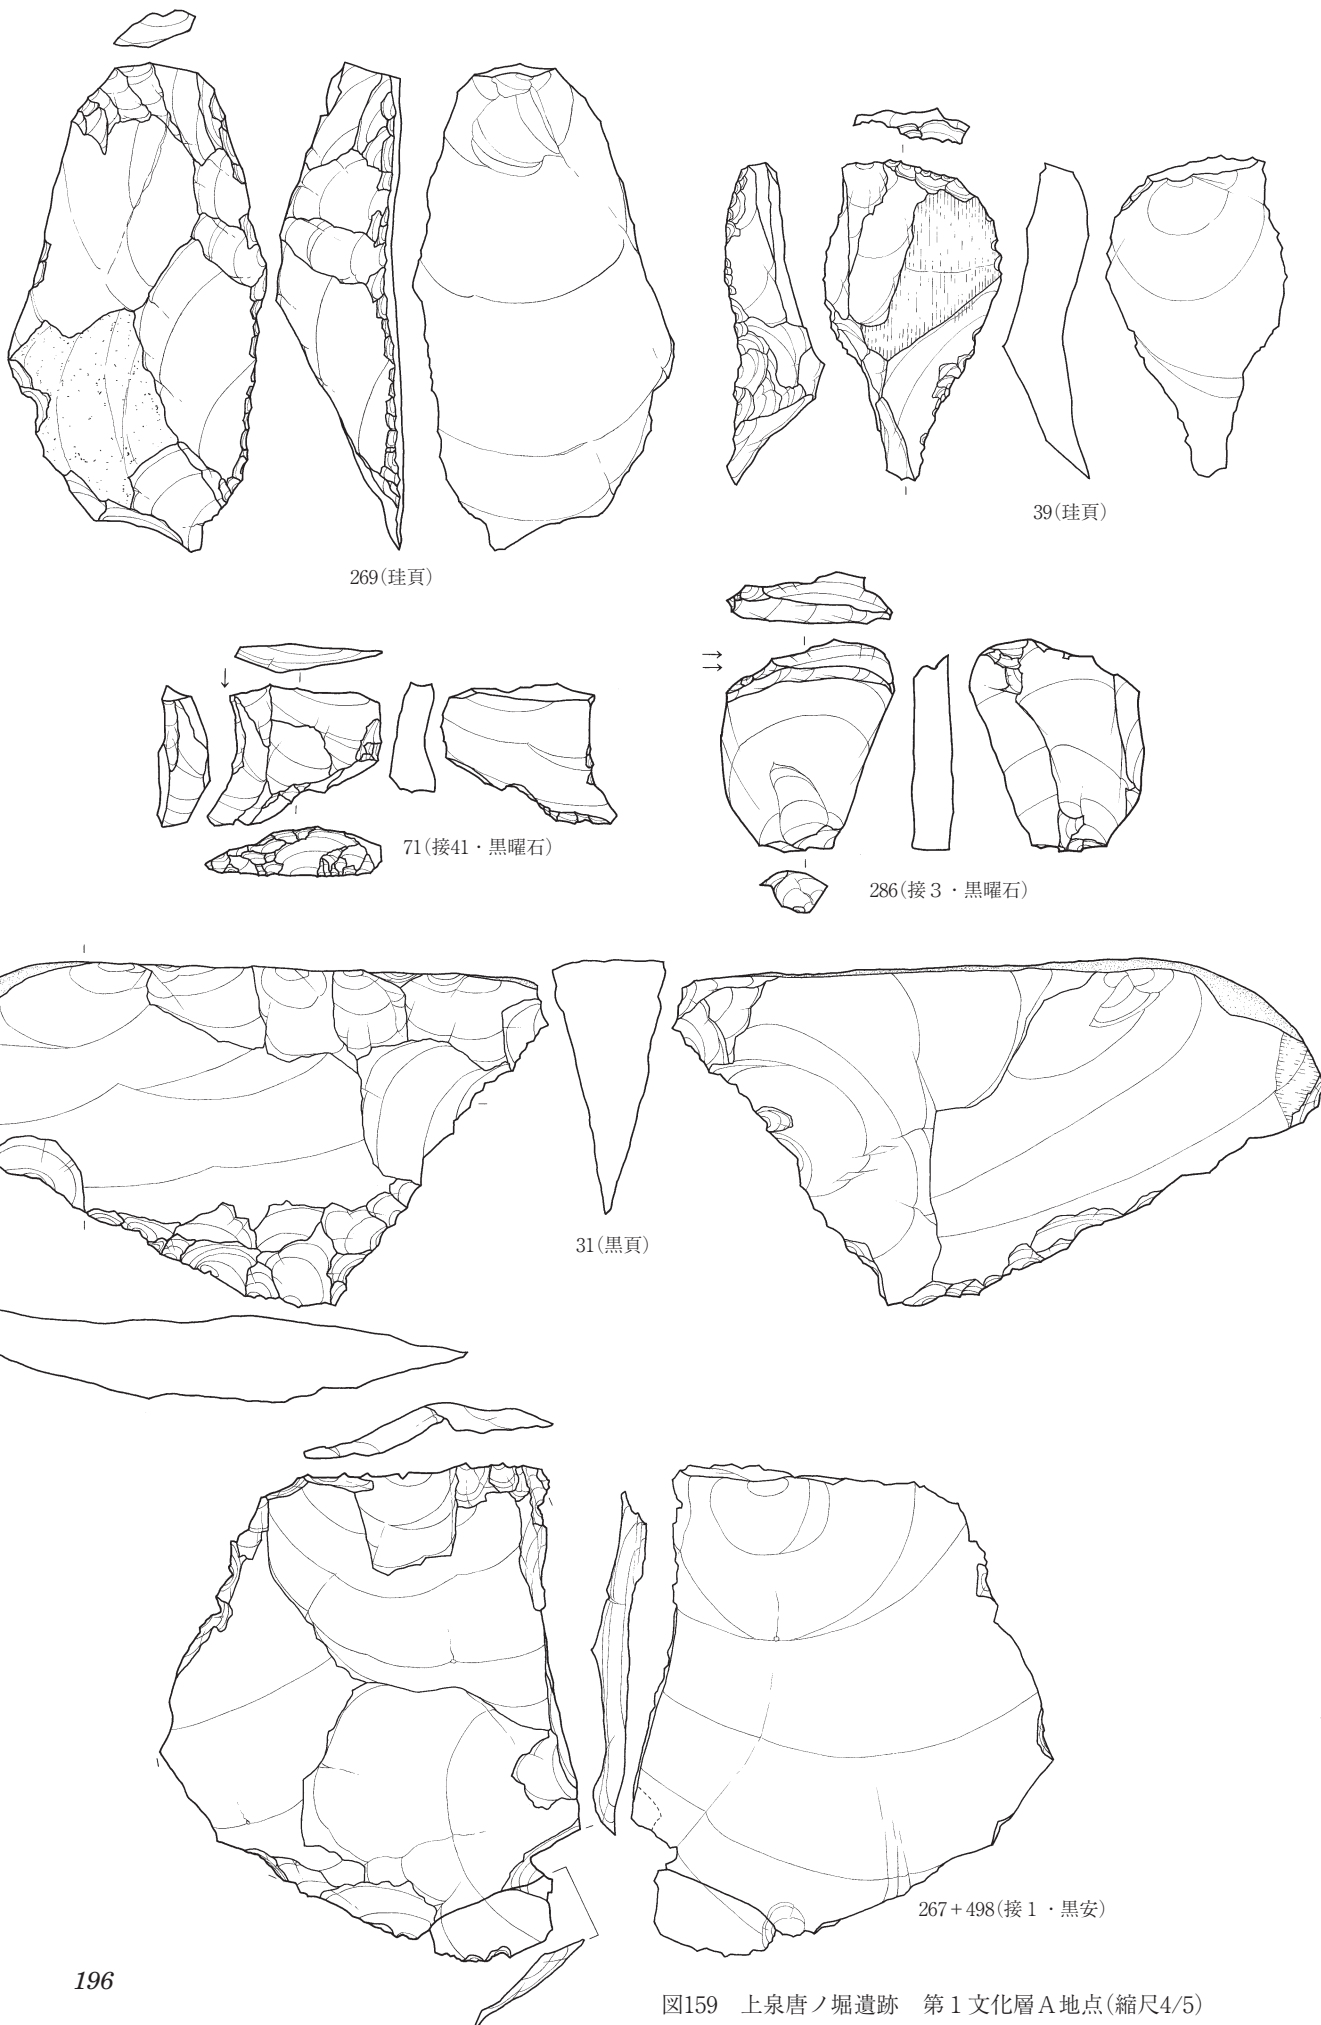 269（珪頁）
39（珪頁）
71（接41・黒曜石）
286（接３・黒曜石）
31（黒頁）
267＋498（接１・黒安）
196
図159　上泉唐ノ堀遺跡　第１文化層Ａ地点（縮尺4/5）